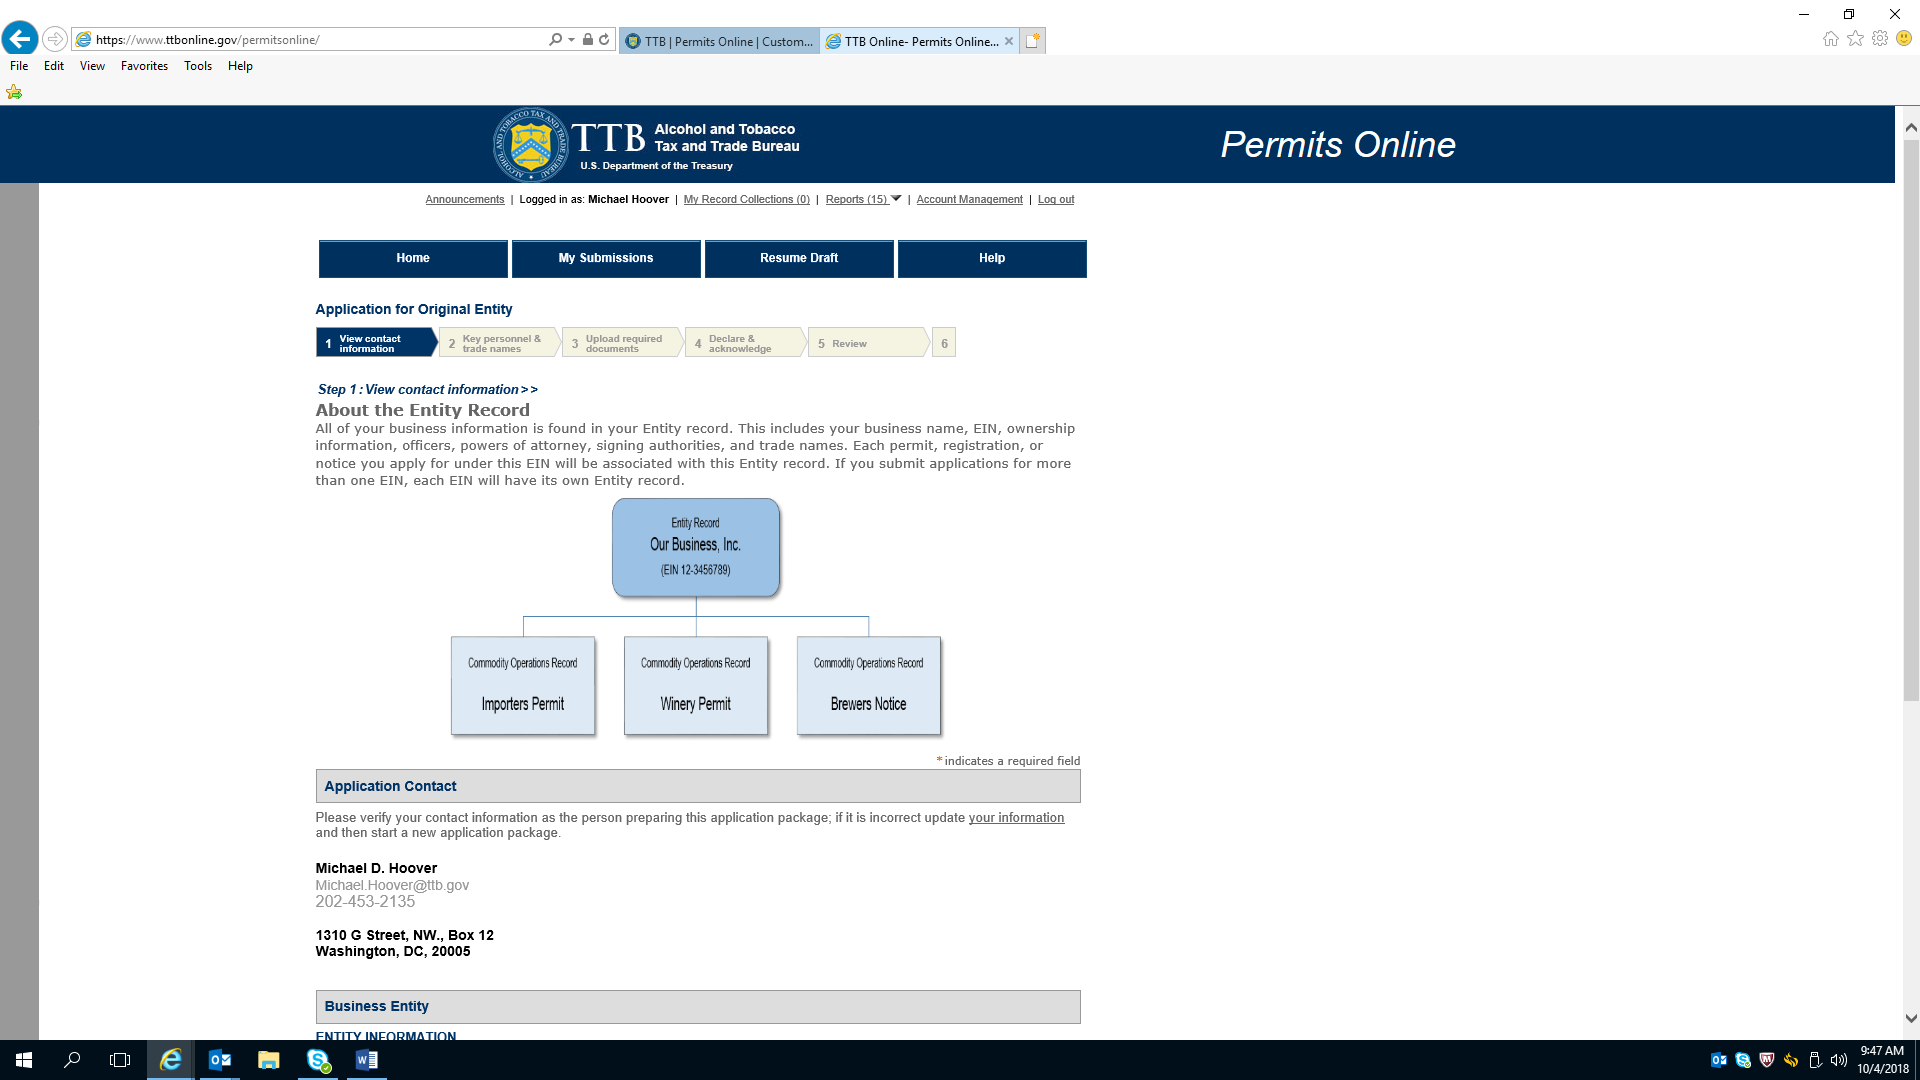 https://www.ttbonline.gov/permitsonline/
TTB | Permits Online | Custom...
TTB Online- Permits Online...
File Edit View Favorites Tools Help
TTB Alcohol and Tobacco
Tax and Trade Bureau
U.S. Department of the Treasury
Permits Online
Announcements | Logged in as: Michael Hoover | My Record Collections (0) | Reports (15) | Account Management | Log out
Home My Submissions Resume Draft Help
Application for Original Entity
1 View contact information
2 Key personnel & trade names
3 Upload required documents
4 Declare & acknowledge
5 Review
6
Step 1 : View contact information>>
About the Entity Record
All of your business information is found in your Entity record. This includes your business name, EIN, ownership
information, officers, powers of attorney, signing authorities, and trade names. Each permit, registration, or
notice you apply for under this EIN will be associated with this Entity record. If you submit applications for more
than one EIN, each EIN will have its own Entity record.
Entity Record
Our Business, Inc.
(EIN 12-3456789)
Commodity Operations Record
Importers Permit
Commodity Operations Record
Winery Permit
Commodity Operations Record
Brewers Notice
* indicates a required field
Application Contact
Please verify your contact information as the person preparing this application package; if it is incorrect update your information
and then start a new application package.
Michael D. Hoover
Michael.Hoover@ttb.gov
202-453-2135
1310 G Street, NW., Box 12
Washington, DC, 20005
Business Entity
ENTITY INFORMATION
9:47 AM
10/4/2018